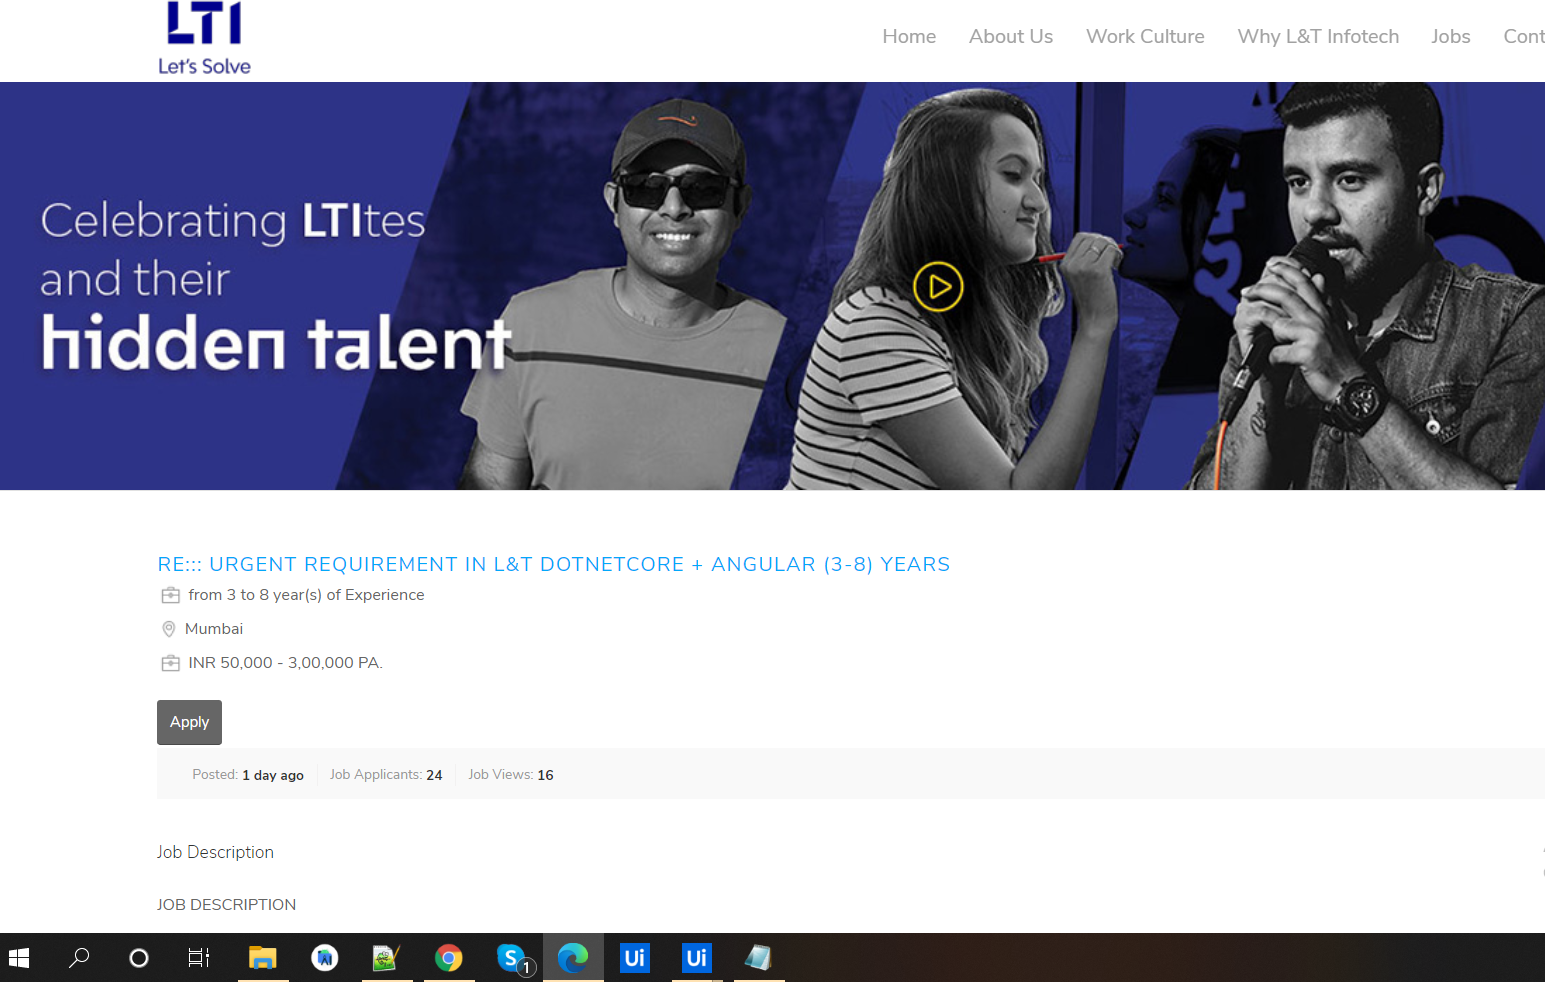 LTI
Let's Solve
Home About Us Work Culture Why L&T Infotech Jobs
Celebrating LTItes
and their
hidden talent
RE::: URGENT REQUIREMENT IN L&T DOTNETCORE + ANGULAR (3-8) YEARS
from 3 to 8 year(s) of Experience
Mumbai
INR 50,000 - 3,00,000 PA.
Apply
Posted: 1 day ago Job Applicants: 24 Job Views: 16
Job Description
JOB DESCRIPTION
S 1 Ui Ui